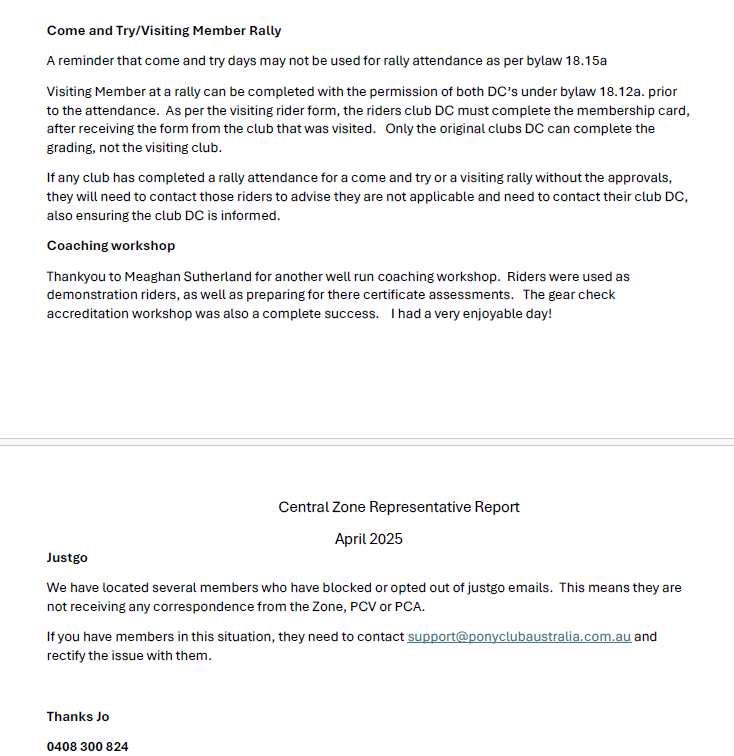 Come and Try/Visiting Member Rally
A reminder that come and try days may not be used for rally attendance as per bylaw 18.15a
Visiting Member at a rally can be completed with the permission of both DC’s under bylaw 18.12a. prior
to the attendance.  As per the visiting rider form, the riders club DC must complete the membership card,
after receiving the form from the club that was visited.   Only the original clubs DC can complete the
grading, not the visiting club.
If any club has completed a rally attendance for a come and try or a visiting rally without the approvals,
they will need to contact those riders to advise they are not applicable and need to contact their club DC,
also ensuring the club DC is informed.
Coaching workshop
Thankyou to Meaghan Sutherland for another well run coaching workshop.  Riders were used as
demonstration riders, as well as preparing for there certificate assessments.   The gear check
accreditation workshop was also a complete success.    I had a very enjoyable day!
Central Zone Representative Report
April 2025
Justgo
We have located several members who have blocked or opted out of justgo emails.  This means they are
not receiving any correspondence from the Zone, PCV or PCA.
If you have members in this situation, they need to contact support@ponyclubaustralia.com.au and
rectify the issue with them.
Thanks Jo
0408 300 824